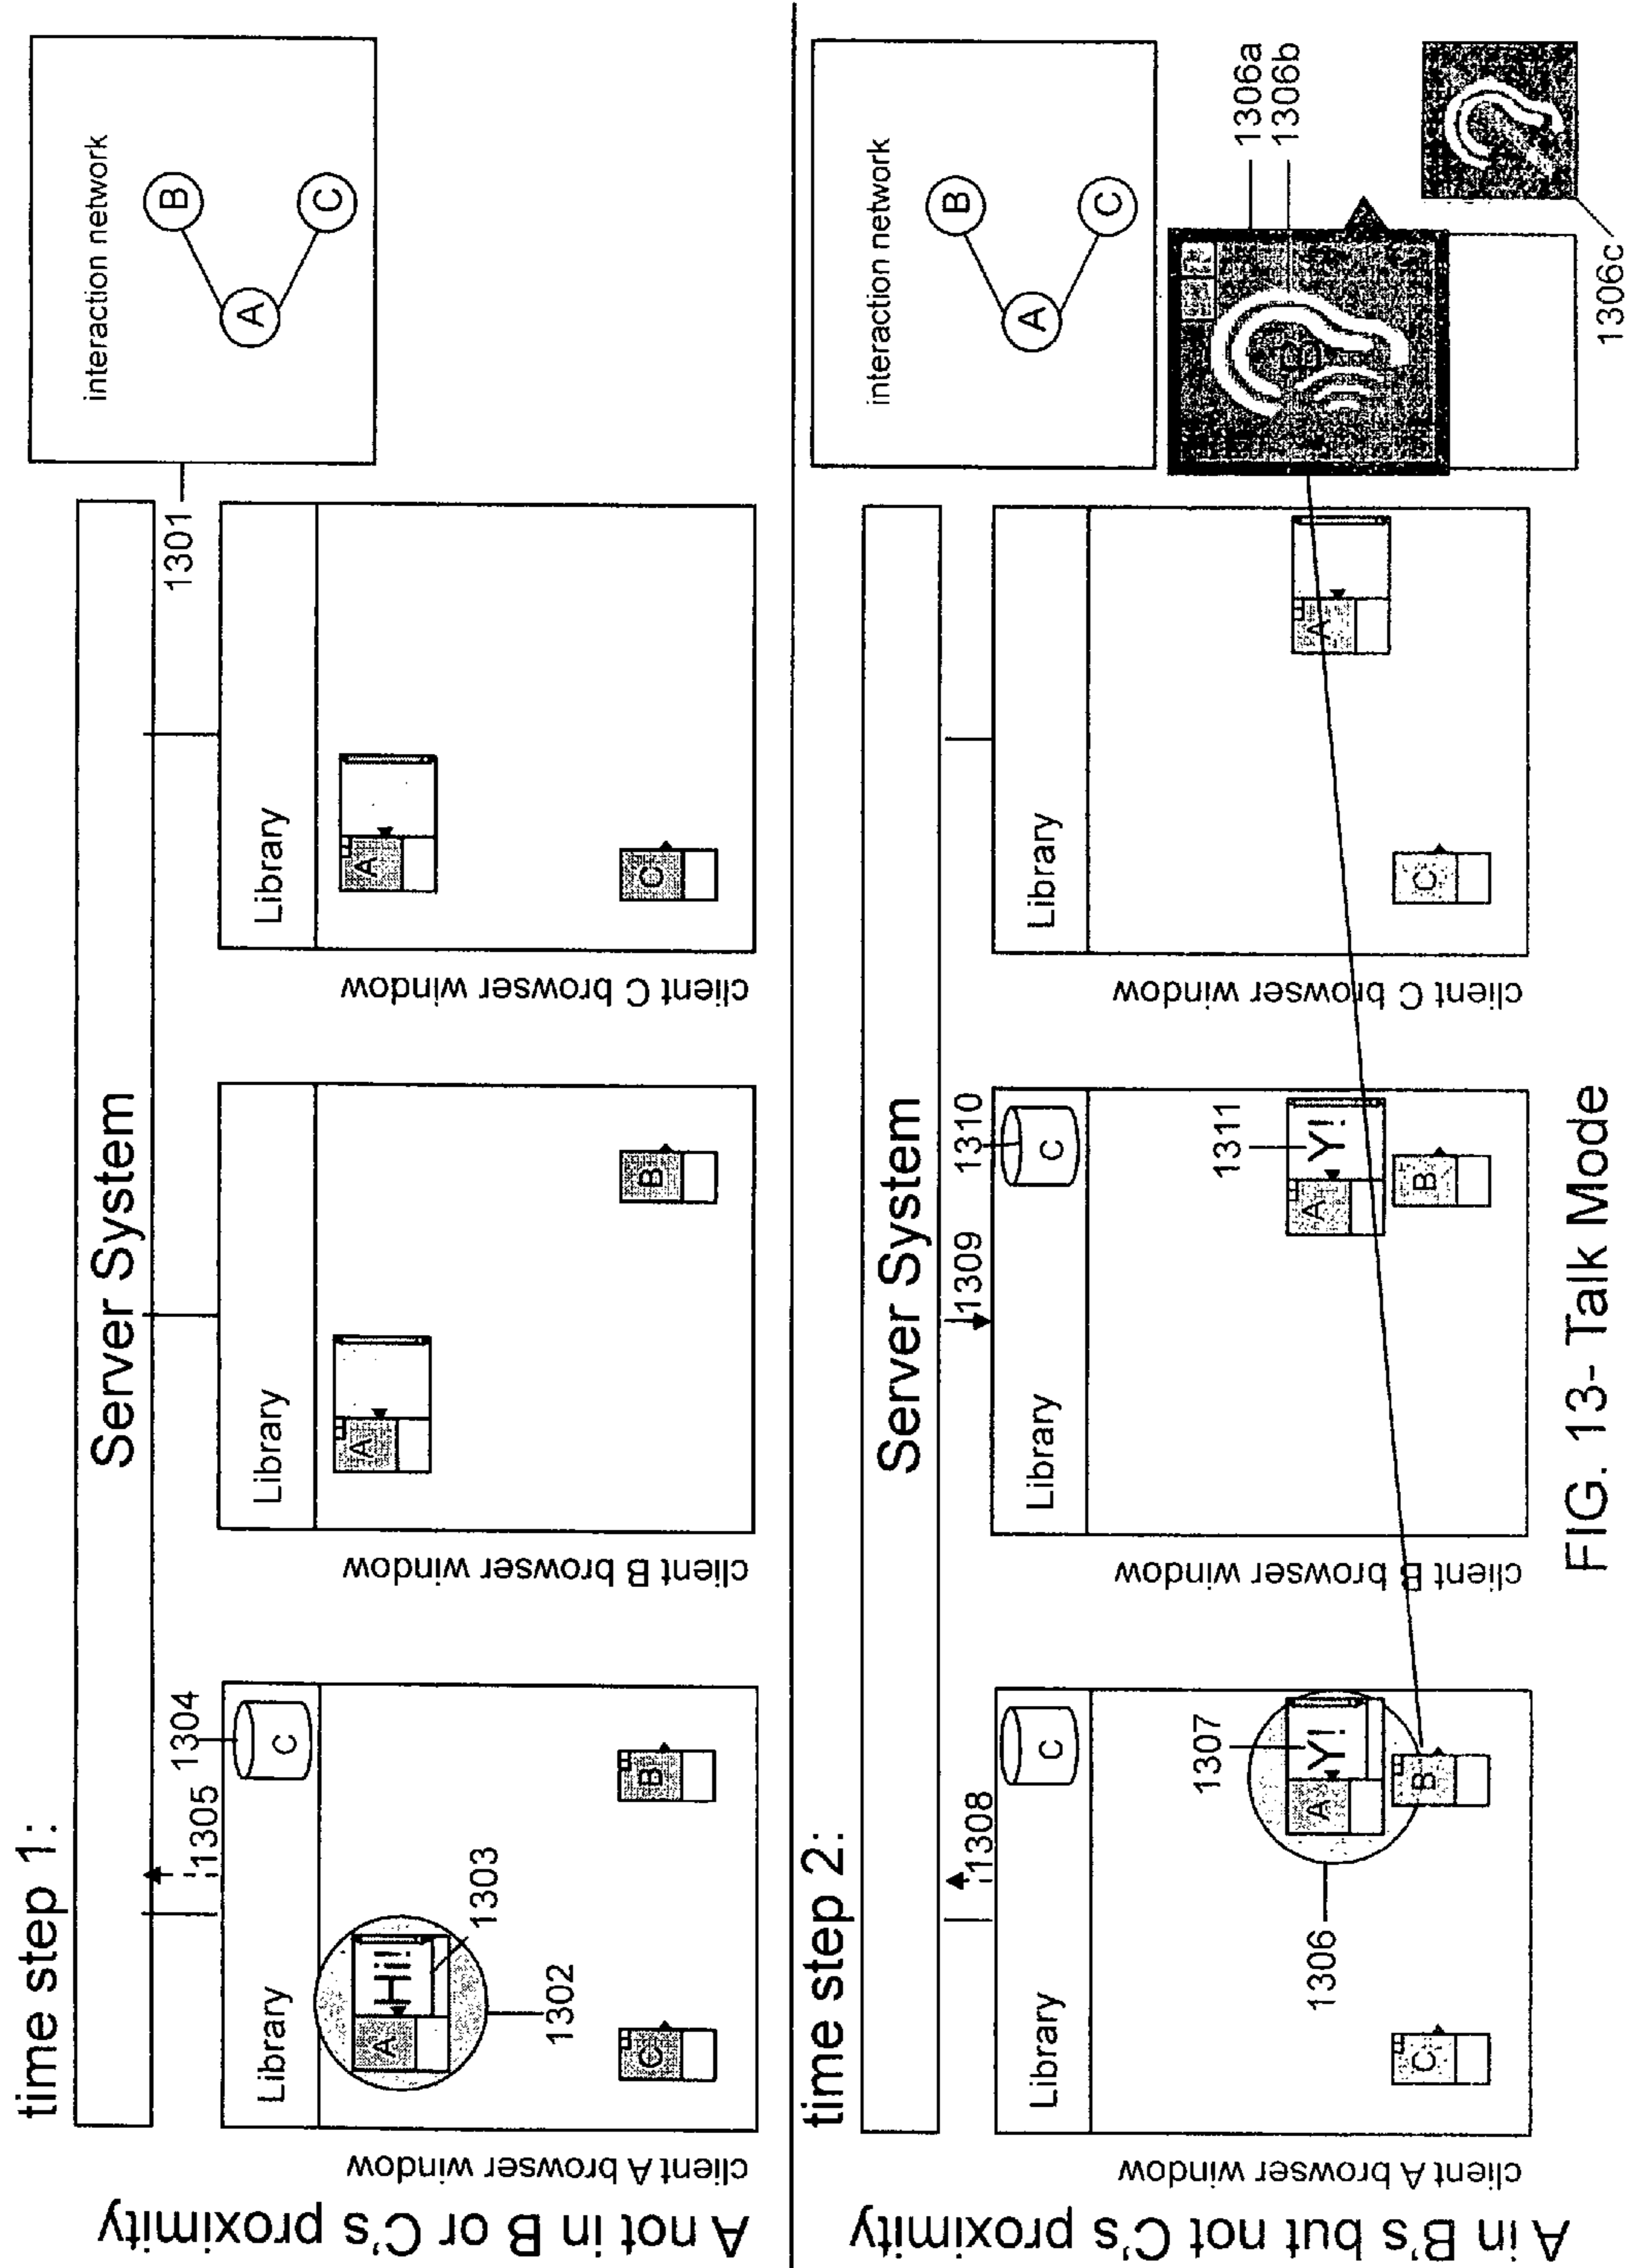 time step 1:
Server System
1301
interaction network
A
B
C
1305
1304
A not in B or C's proximity
client A browser window
Library
C
A
Hi!
1303
1302
C
B
client B browser window
Library
A
B
client C browser window
Library
A
C
time step 2:
Server System
interaction network
A
B
C
1308
1309
1310
A in B's but not C's proximity
client A browser window
Library
C
1307
A
Y!
1306
C
B
client B browser window
Library
C
1311
A
Y!
B
client C browser window
Library
A
C
1306a
1306b
B
1306c
FIG. 13- Talk Mode